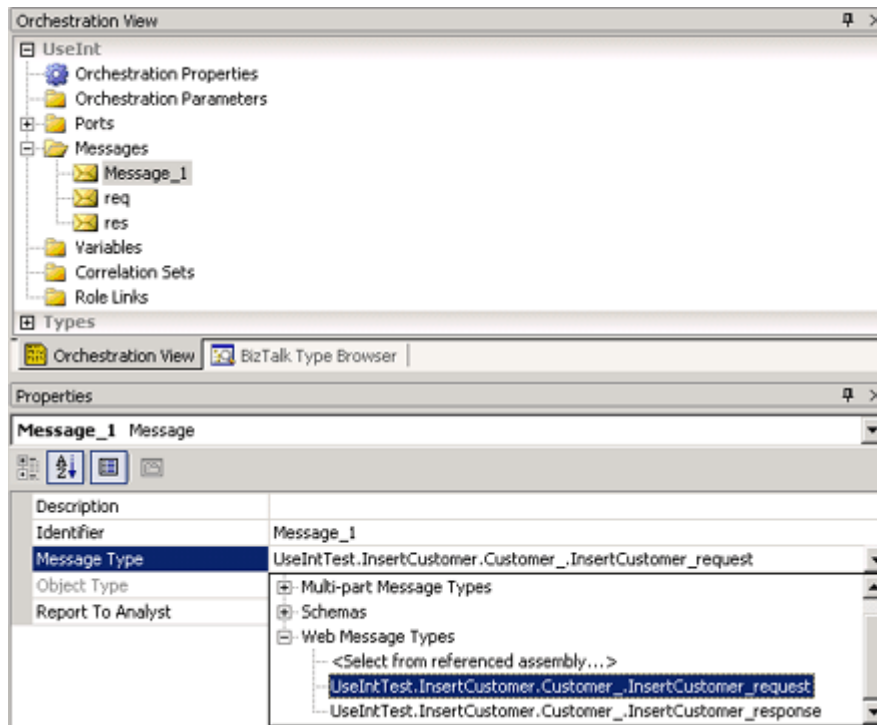 Orchestration View
UseInt
Orchestration Properties
Orchestration Parameters
Ports
Messages
Message_1
req
res
Variables
Correlation Sets
Role Links
Types
Orchestration View BizTalk Type Browser
Properties
Message_1 Message
Description
Identifier Message_1
Message Type UseIntTest.InsertCustomer.Customer_.InsertCustomer_request
Object Type Multi-part Message Types
Report To Analyst Schemas
Web Message Types
<Select from referenced assembly...>
UseIntTest.InsertCustomer.Customer_.InsertCustomer_request
UseIntTest.InsertCustomer.Customer_.InsertCustomer_response